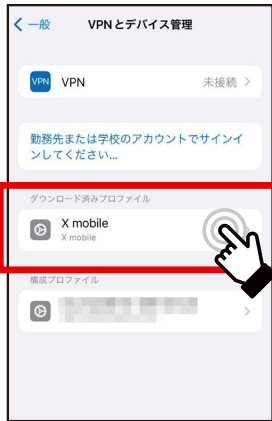 一般
VPNとデバイス管理
VPN
VPN
未接続
勤務先または学校のアカウントでサインイ
ンしてください...
ダウンロード済みプロファイル
X mobile
X mobile
構成プロファイル